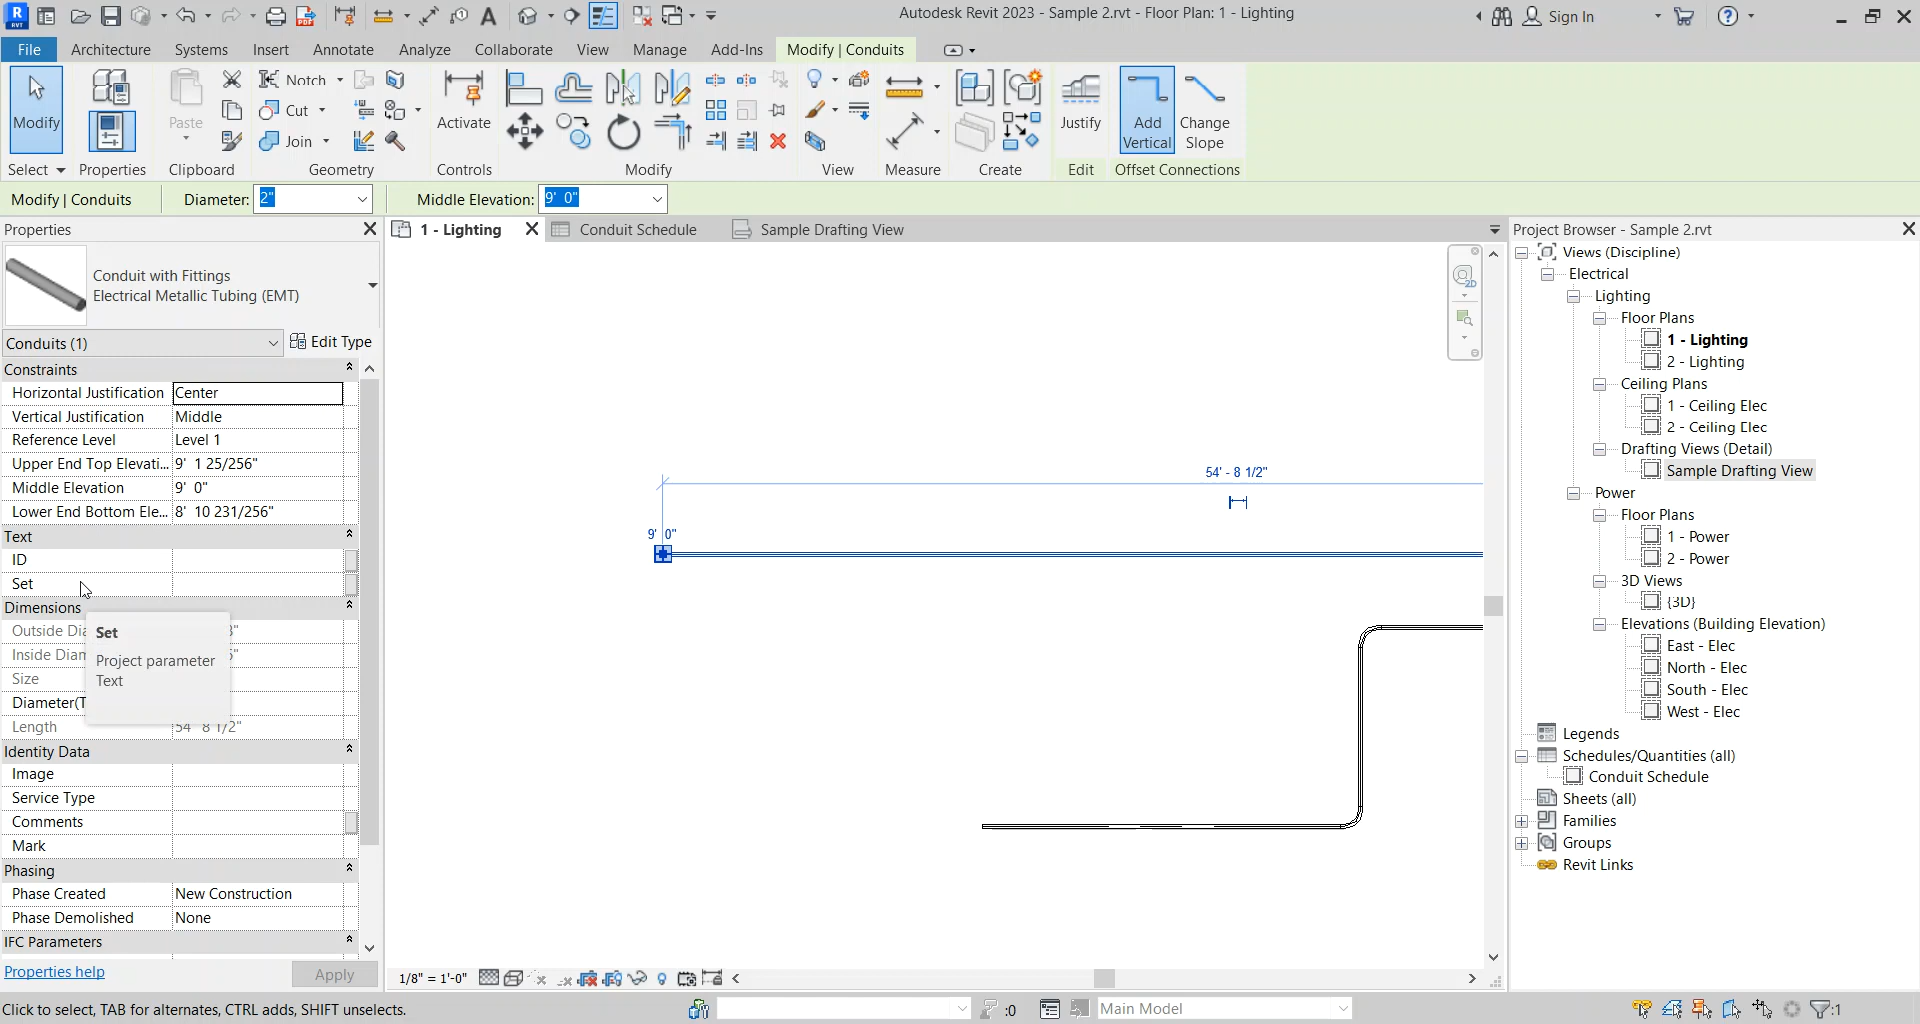 Autodesk Revit 2023 - Sample 2.rvt - Floor Plan: 1 - Lighting
Sign In
File Architecture Systems Insert Annotate Analyze Collaborate View Manage Add-Ins Modify | Conduits
Modify
Paste
Notch
Cut
Join
Activate
Justify
Add Vertical
Change Slope
Select Properties Clipboard Geometry Controls Modify View Measure Create Edit Offset Connections
Modify | Conduits Diameter: 2" Middle Elevation: 9' 0"
Properties
1 - Lighting Conduit Schedule Sample Drafting View
Project Browser - Sample 2.rvt
Conduit with Fittings
Electrical Metallic Tubing (EMT)
Conduits (1) Edit Type
Constraints
Horizontal Justification Center
Vertical Justification Middle
Reference Level Level 1
Upper End Top Elevati... 9' 1 25/256"
Middle Elevation 9' 0"
Lower End Bottom Ele... 8' 10 231/256"
Text
ID
Set
Dimensions
Outside Dia
Inside Diam
Size
Diameter(T
Length 54' 8 1/2"
Set
Project parameter
Text
Identity Data
Image
Service Type
Comments
Mark
Phasing
Phase Created New Construction
Phase Demolished None
IFC Parameters
Properties help Apply
54' - 8 1/2"
9' 0"
2D
Views (Discipline)
Electrical
Lighting
Floor Plans
1 - Lighting
2 - Lighting
Ceiling Plans
1 - Ceiling Elec
2 - Ceiling Elec
Drafting Views (Detail)
Sample Drafting View
Power
Floor Plans
1 - Power
2 - Power
3D Views
{3D}
Elevations (Building Elevation)
East - Elec
North - Elec
South - Elec
West - Elec
Legends
Schedules/Quantities (all)
Conduit Schedule
Sheets (all)
Families
Groups
Revit Links
1/8" = 1'-0"
Click to select, TAB for alternates, CTRL adds, SHIFT unselects.
:0
Main Model
:1